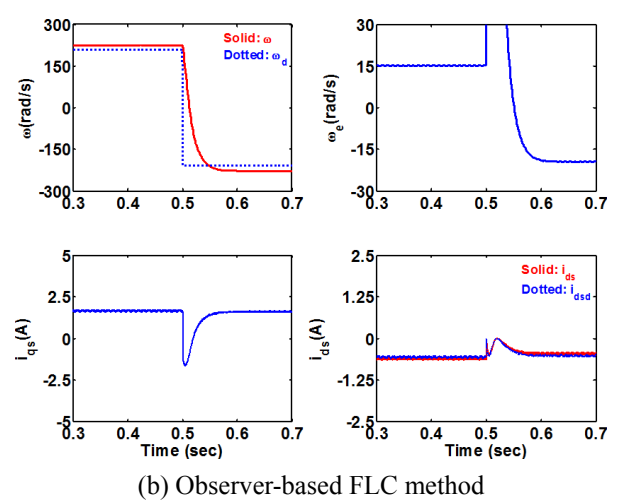 300
150
0
-150
-300
ω(rad/s)
Solid: ω
Dotted: ω_d
0.3 0.4 0.5 0.6 0.7
30
15
0
-15
-30
ω_e(rad/s)
0.3 0.4 0.5 0.6 0.7
5
2.5
0
-2.5
-5
i_qs(A)
0.3 0.4 0.5 0.6 0.7
Time (sec)
2.5
1.25
0
-1.25
-2.5
i_ds(A)
Solid: i_ds
Dotted: i_dsd
0.3 0.4 0.5 0.6 0.7
Time (sec)
(b) Observer-based FLC method